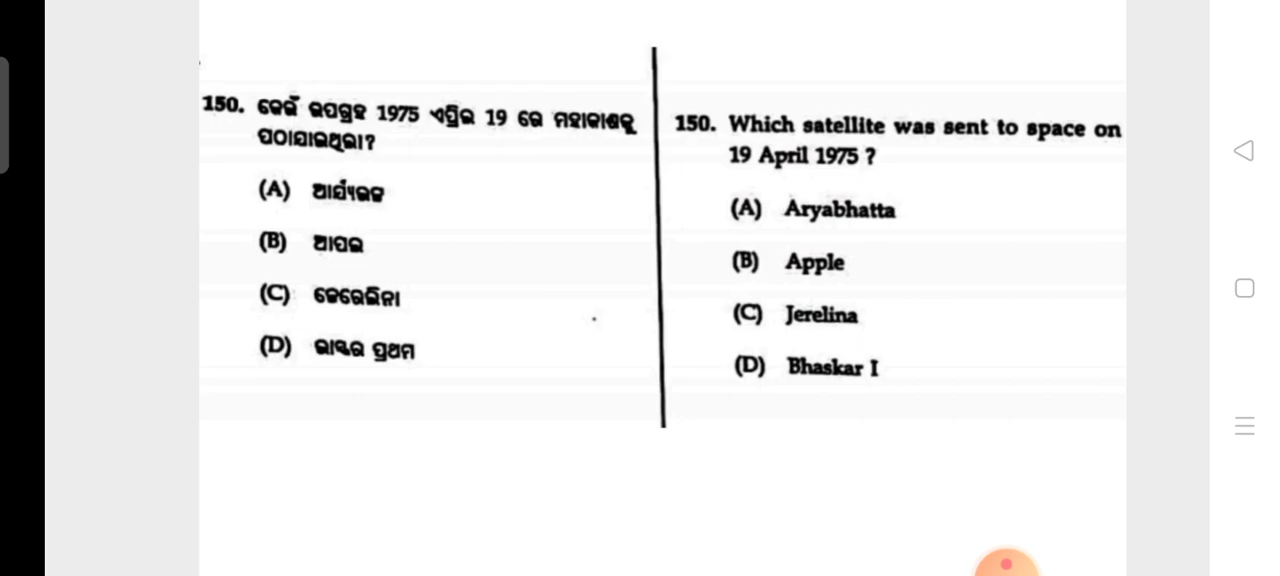 150. କେଉଁ ଉପଗ୍ରହ 1975 ଏପ୍ରିଲ 19 ରେ ମହାକାଶକୁ
ପଠାଯାଇଥିଲା?
(A) ଆର୍ଯ୍ୟଭଟ୍ଟ
(B) ଆପଲ
(C) ଜେରେଲିନା
(D) ଭାସ୍କର ପ୍ରଥମ
150. Which satellite was sent to space on
19 April 1975 ?
(A) Aryabhatta
(B) Apple
(C) Jerelina
(D) Bhaskar I